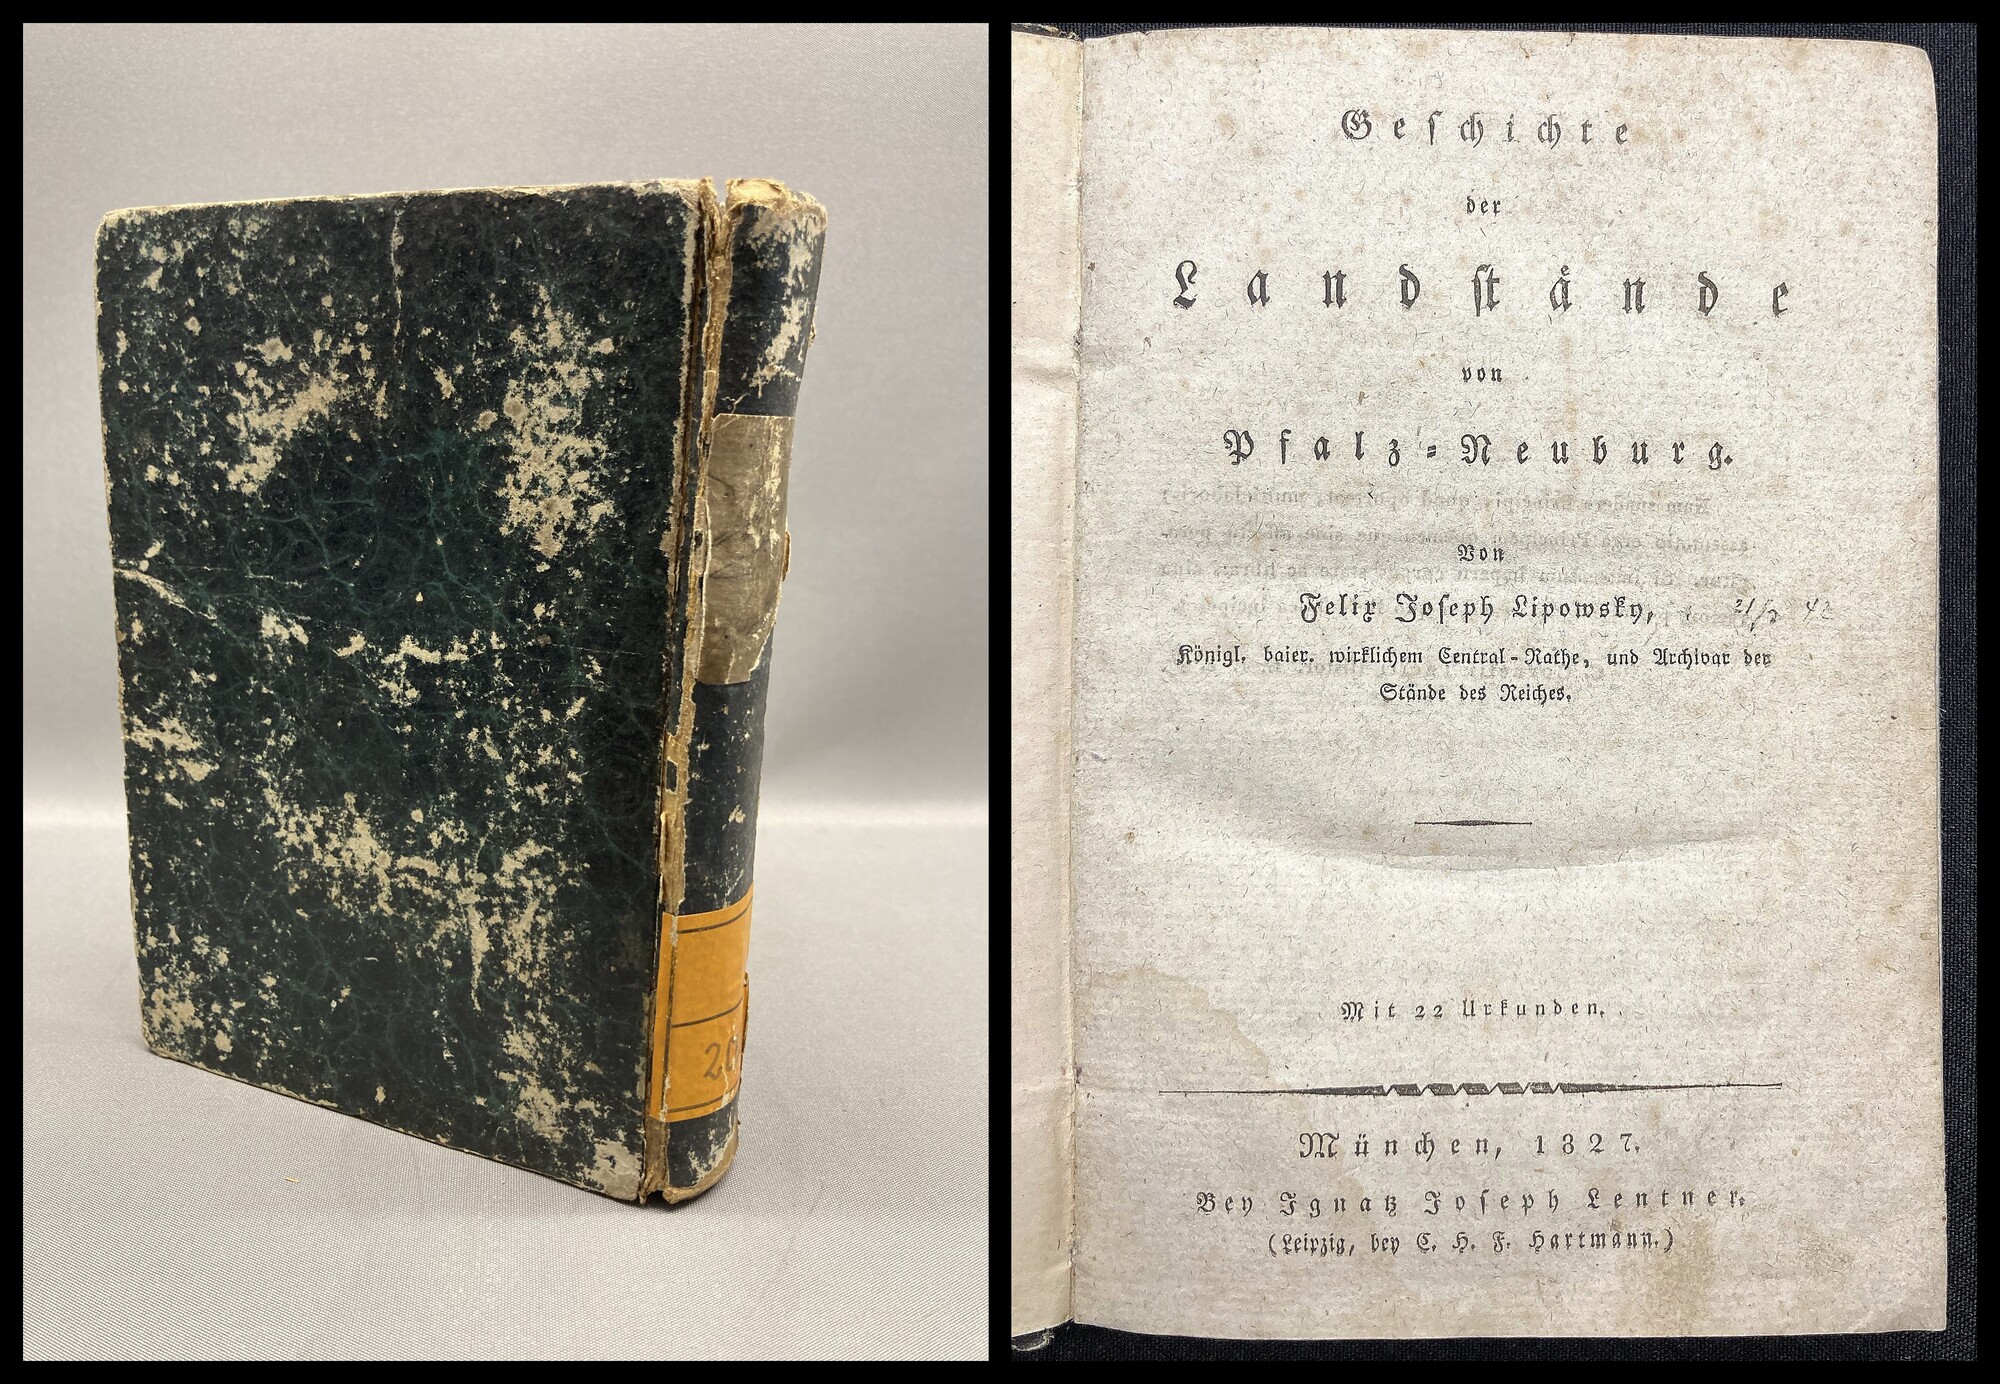 20
Geschichte
der
Landstände
von
Pfalz-Neuburg.
Von
Felix Joseph Lipowsky,
Königl. baier. wirklichem Central-Rathe, und Archivar der
Stände des Reiches.
Mit 22 Urkunden.
München, 1827.
Bey Ignatz Joseph Lentner.
(Leipzig, bey C. H. F. Hartmann.)